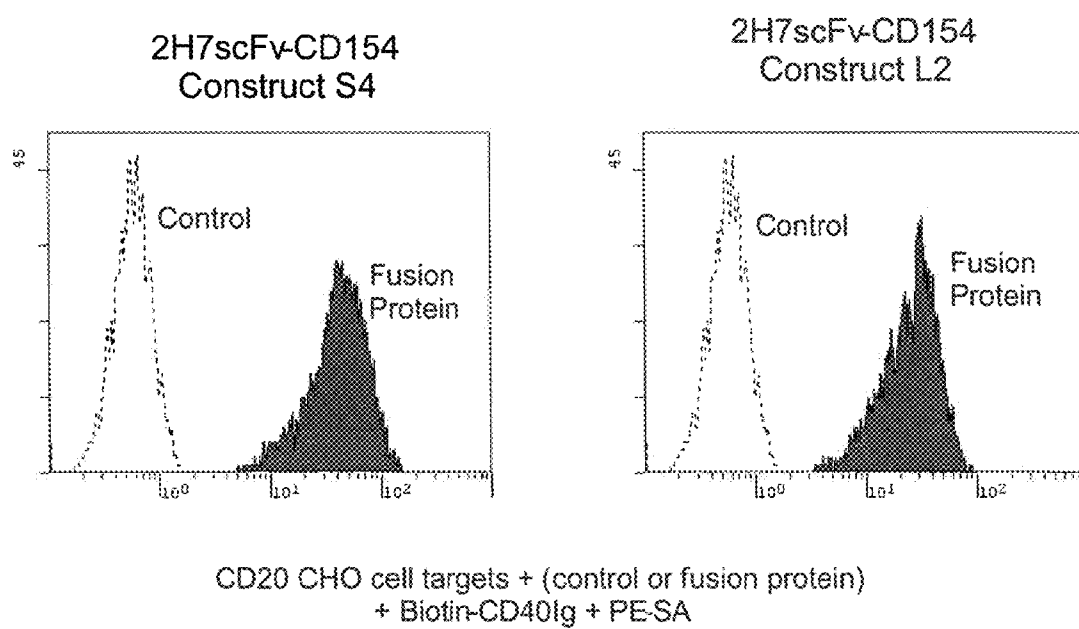 2H7scFv-CD154
Construct S4
2H7scFv-CD154
Construct L2
45
Control
Fusion
Protein
10⁰
10¹
10²
45
Control
Fusion
Protein
10⁰
10¹
10²
CD20 CHO cell targets + (control or fusion protein)
+ Biotin-CD40Ig + PE-SA